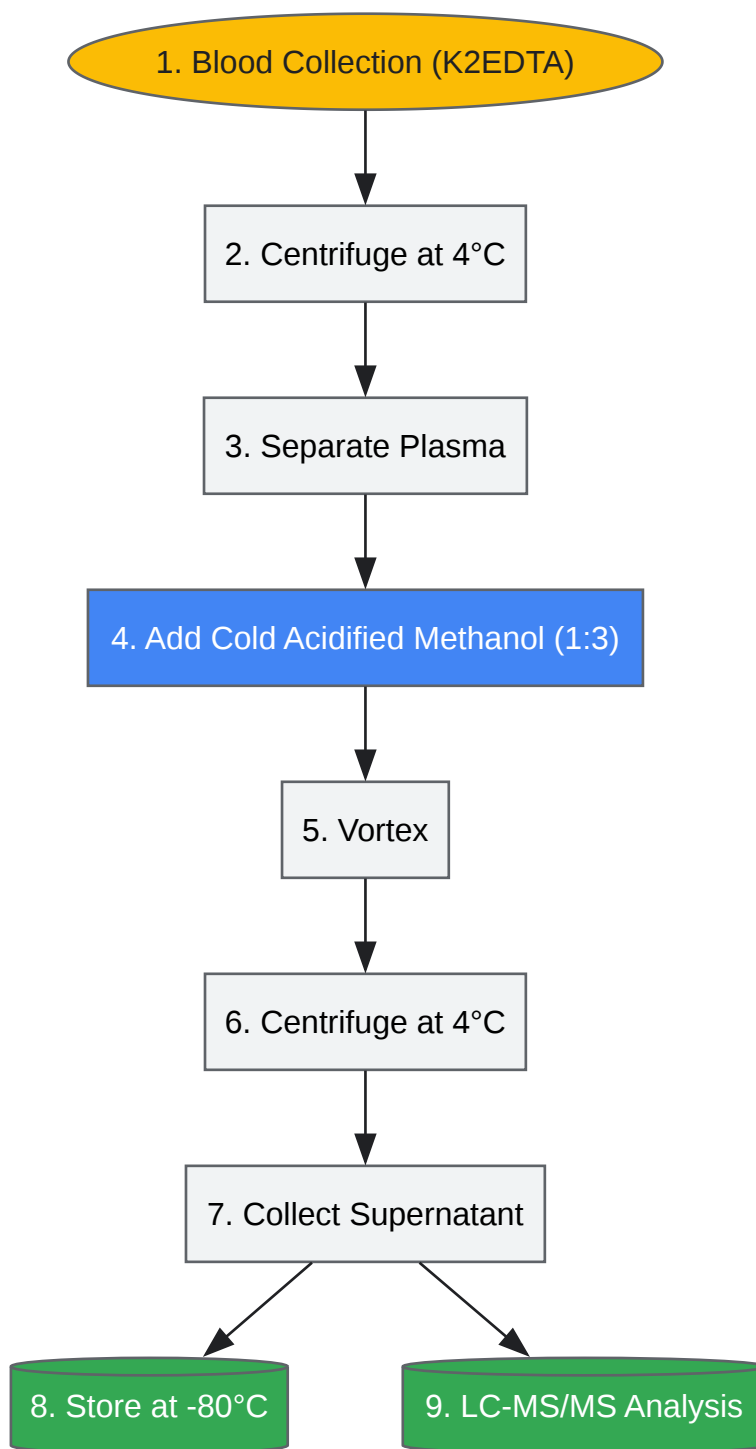 1. Blood Collection (K2EDTA)
2. Centrifuge at 4°C
3. Separate Plasma
4. Add Cold Acidified Methanol (1:3)
5. Vortex
6. Centrifuge at 4°C
7. Collect Supernatant
8. Store at -80°C
9. LC-MS/MS Analysis